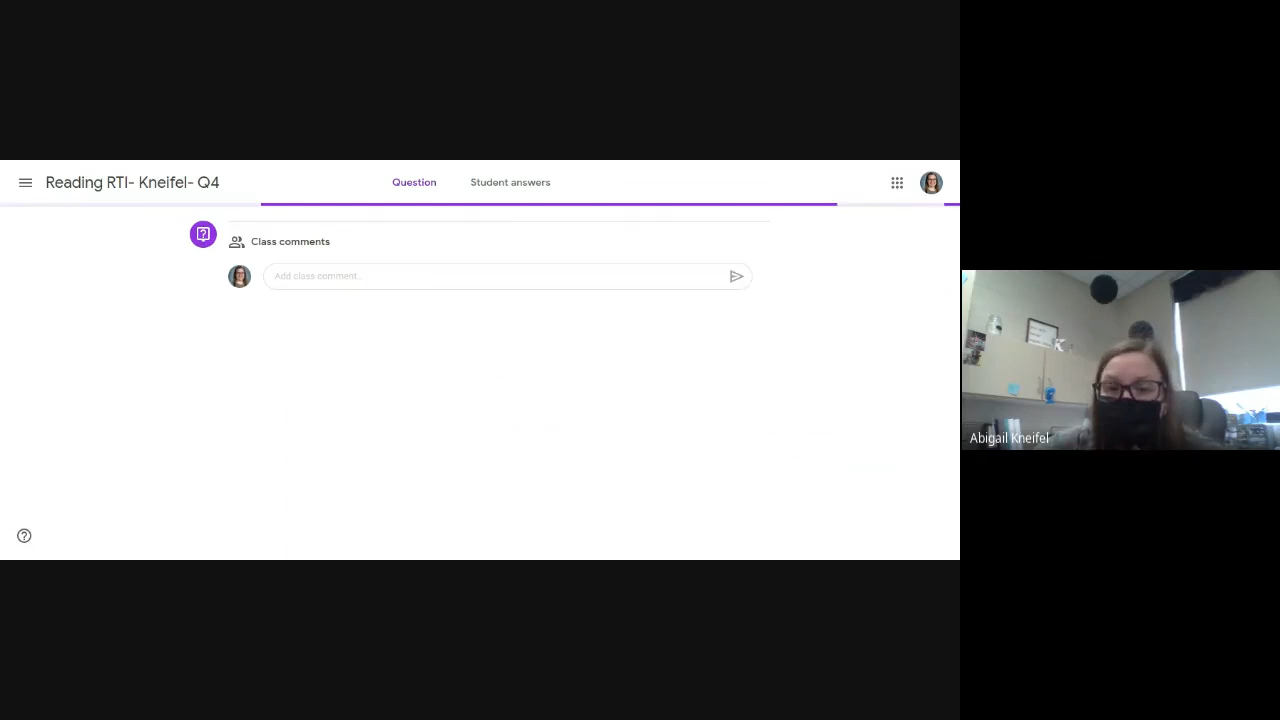 Reading RTI- Kneifel- Q4
Question
Student answers
Class comments
Add class comment...
Abigail Kneifel